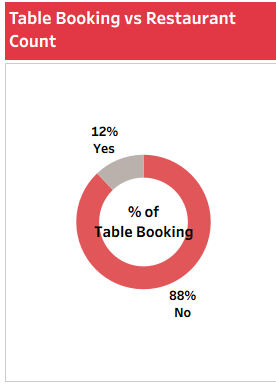 Table Booking vs Restaurant
Count
12%
Yes
% of
Table Booking
88%
No